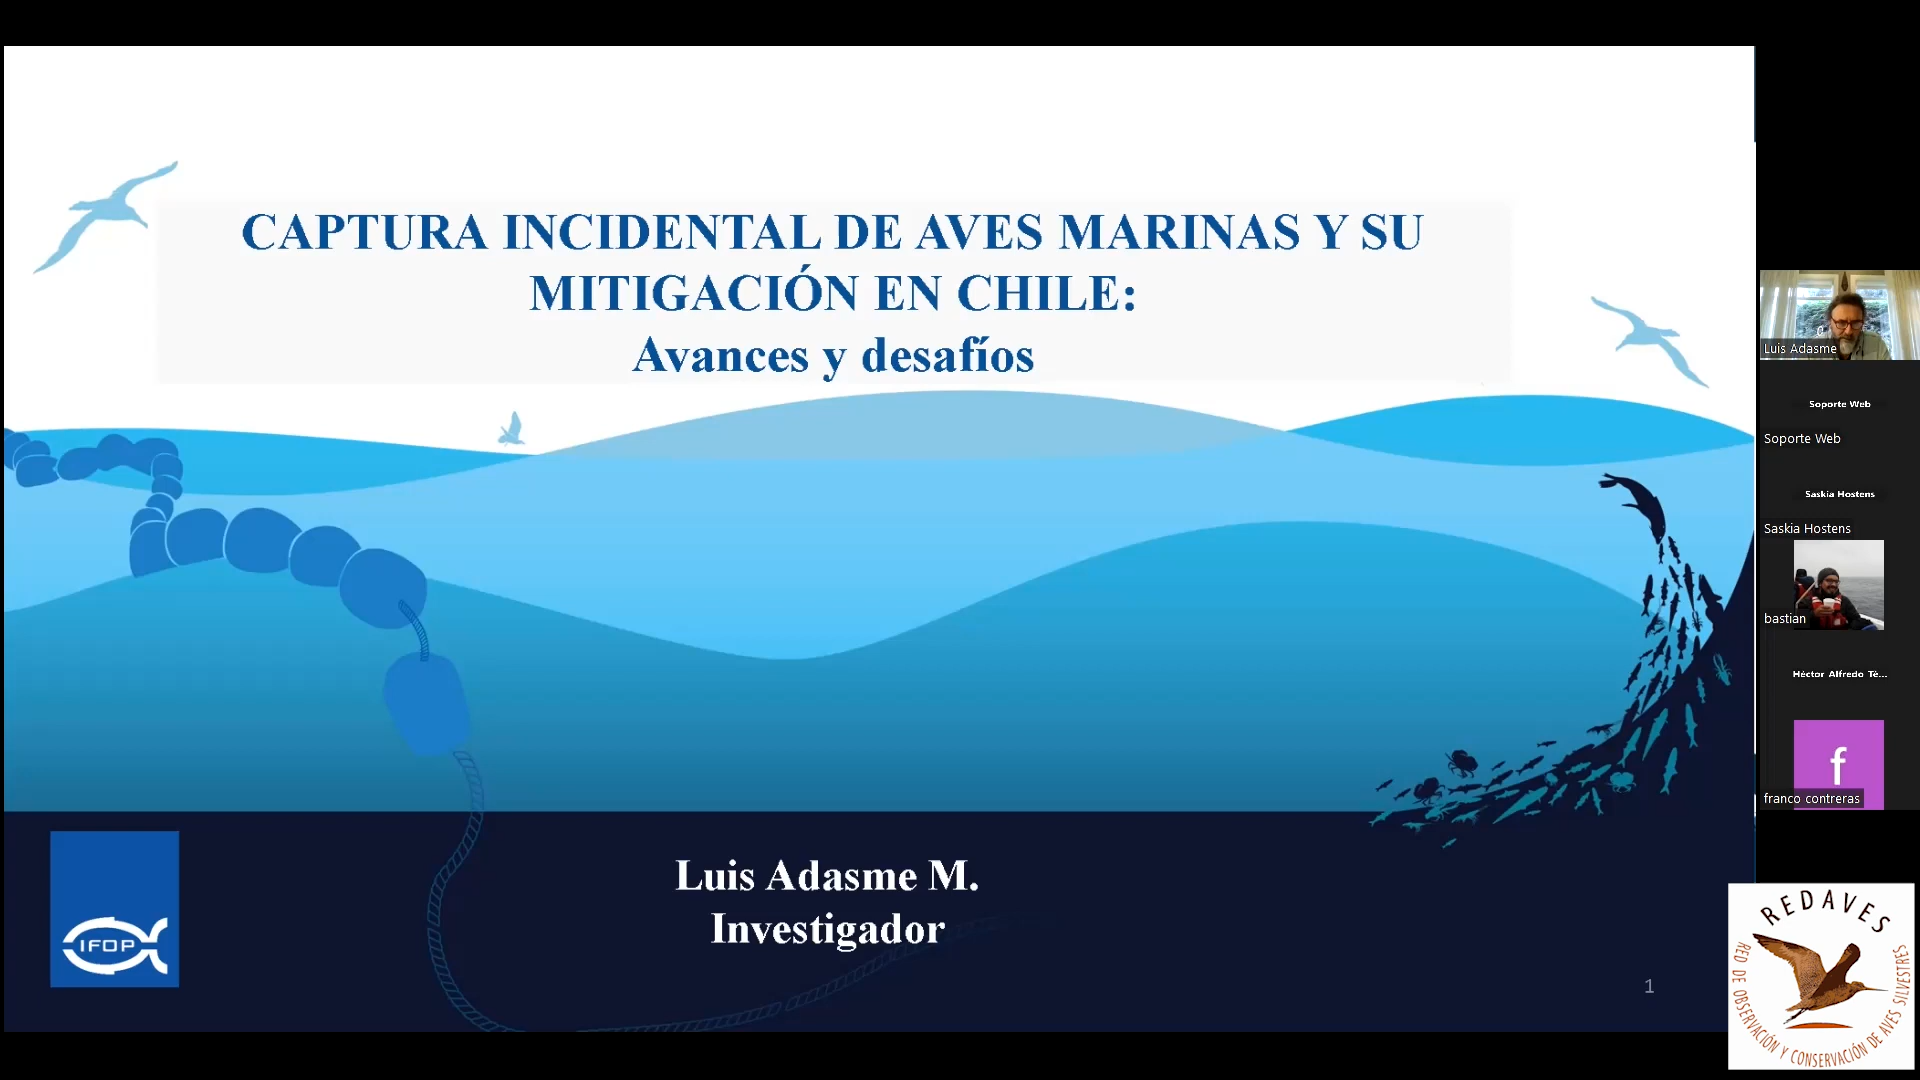 CAPTURA INCIDENTAL DE AVES MARINAS Y SU
MITIGACIÓN EN CHILE:
Avances y desafíos
Luis Adasme M.
Investigador
IFOP
1
Luis Adasme
Soporte Web
Soporte Web
Saskia Hostens
Saskia Hostens
bastian
Héctor Alfredo Té...
f
franco contreras
REDAVES
RED DE OBSERVACIÓN Y CONSERVACIÓN DE AVES SILVESTRES